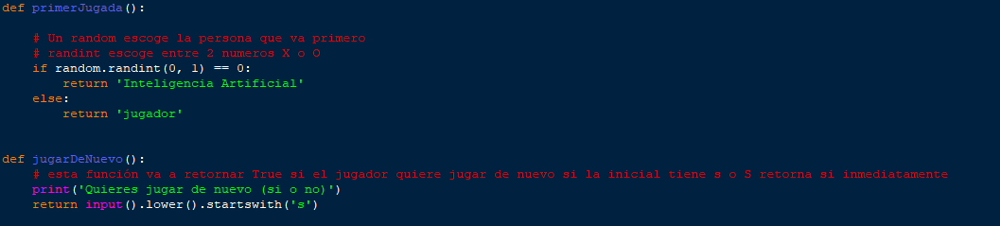 def primerJugada():
# Un random escoge la persona que va primero
# randint escoge entre 2 numeros X o O
if random.randint(0, 1) == 0:
return 'Inteligencia Artificial'
else:
return 'jugador'
def jugarDeNuevo():
# esta función va a retornar True si el jugador quiere jugar de nuevo si la inicial tiene s o S retorna si inmediatamente
print('Quieres jugar de nuevo (si o no)')
return input().lower().startswith('s')